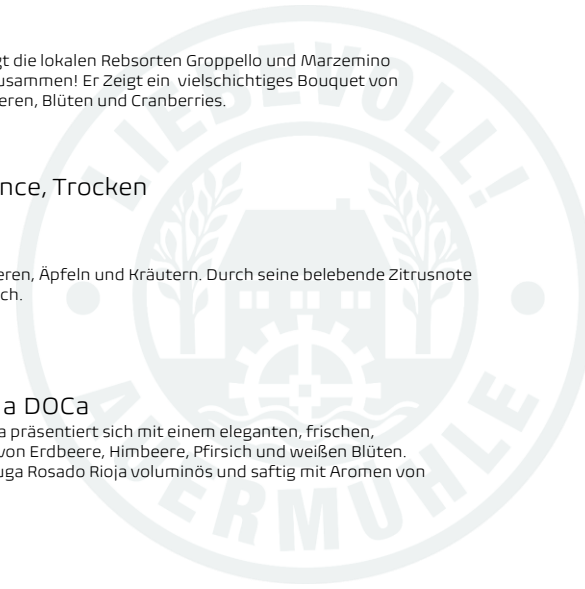 gt die lokalen Rebsorten Groppello und Marzemino
usammen! Er Zeigt ein vielschichtiges Bouquet von
eren, Blüten und Cranberries.
nce, Trocken
eren, Äpfeln und Kräutern. Durch seine belebende Zitrusnote
ch.
a DOCa
a präsentiert sich mit einem eleganten, frischen,
von Erdbeere, Himbeere, Pfirsich und weißen Blüten.
uga Rosado Rioja voluminös und saftig mit Aromen von
LIEBEVOLL!
AUERMÜHLE